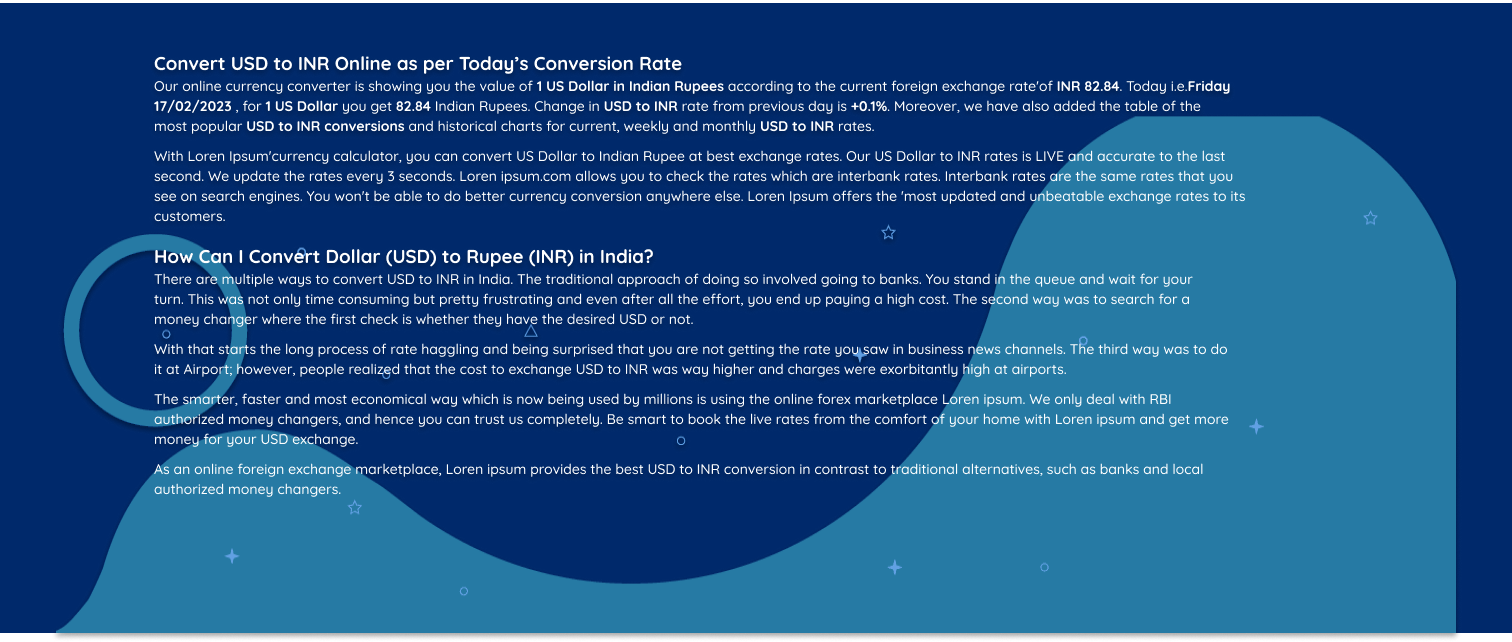 Convert USD to INR Online as per Today’s Conversion Rate
Our online currency converter is showing you the value of 1 US Dollar in Indian Rupees according to the current foreign exchange rate'of INR 82.84. Today i.e.Friday
17/02/2023 , for 1 US Dollar you get 82.84 Indian Rupees. Change in USD to INR rate from previous day is +0.1%. Moreover, we have also added the table of the
most popular USD to INR conversions and historical charts for current, weekly and monthly USD to INR rates.
With Loren Ipsum'currency calculator, you can convert US Dollar to Indian Rupee at best exchange rates. Our US Dollar to INR rates is LIVE and accurate to the last
second. We update the rates every 3 seconds. Loren ipsum.com allows you to check the rates which are interbank rates. Interbank rates are the same rates that you
see on search engines. You won't be able to do better currency conversion anywhere else. Loren Ipsum offers the 'most updated and unbeatable exchange rates to its
customers.
How Can I Convert Dollar (USD) to Rupee (INR) in India?
There are multiple ways to convert USD to INR in India. The traditional approach of doing so involved going to banks. You stand in the queue and wait for your
turn. This was not only time consuming but pretty frustrating and even after all the effort, you end up paying a high cost. The second way was to search for a
money changer where the first check is whether they have the desired USD or not.
With that starts the long process of rate haggling and being surprised that you are not getting the rate you saw in business news channels. The third way was to do
it at Airport; however, people realized that the cost to exchange USD to INR was way higher and charges were exorbitantly high at airports.
The smarter, faster and most economical way which is now being used by millions is using the online forex marketplace Loren ipsum. We only deal with RBI
authorized money changers, and hence you can trust us completely. Be smart to book the live rates from the comfort of your home with Loren ipsum and get more
money for your USD exchange.
As an online foreign exchange marketplace, Loren ipsum provides the best USD to INR conversion in contrast to traditional alternatives, such as banks and local
authorized money changers.